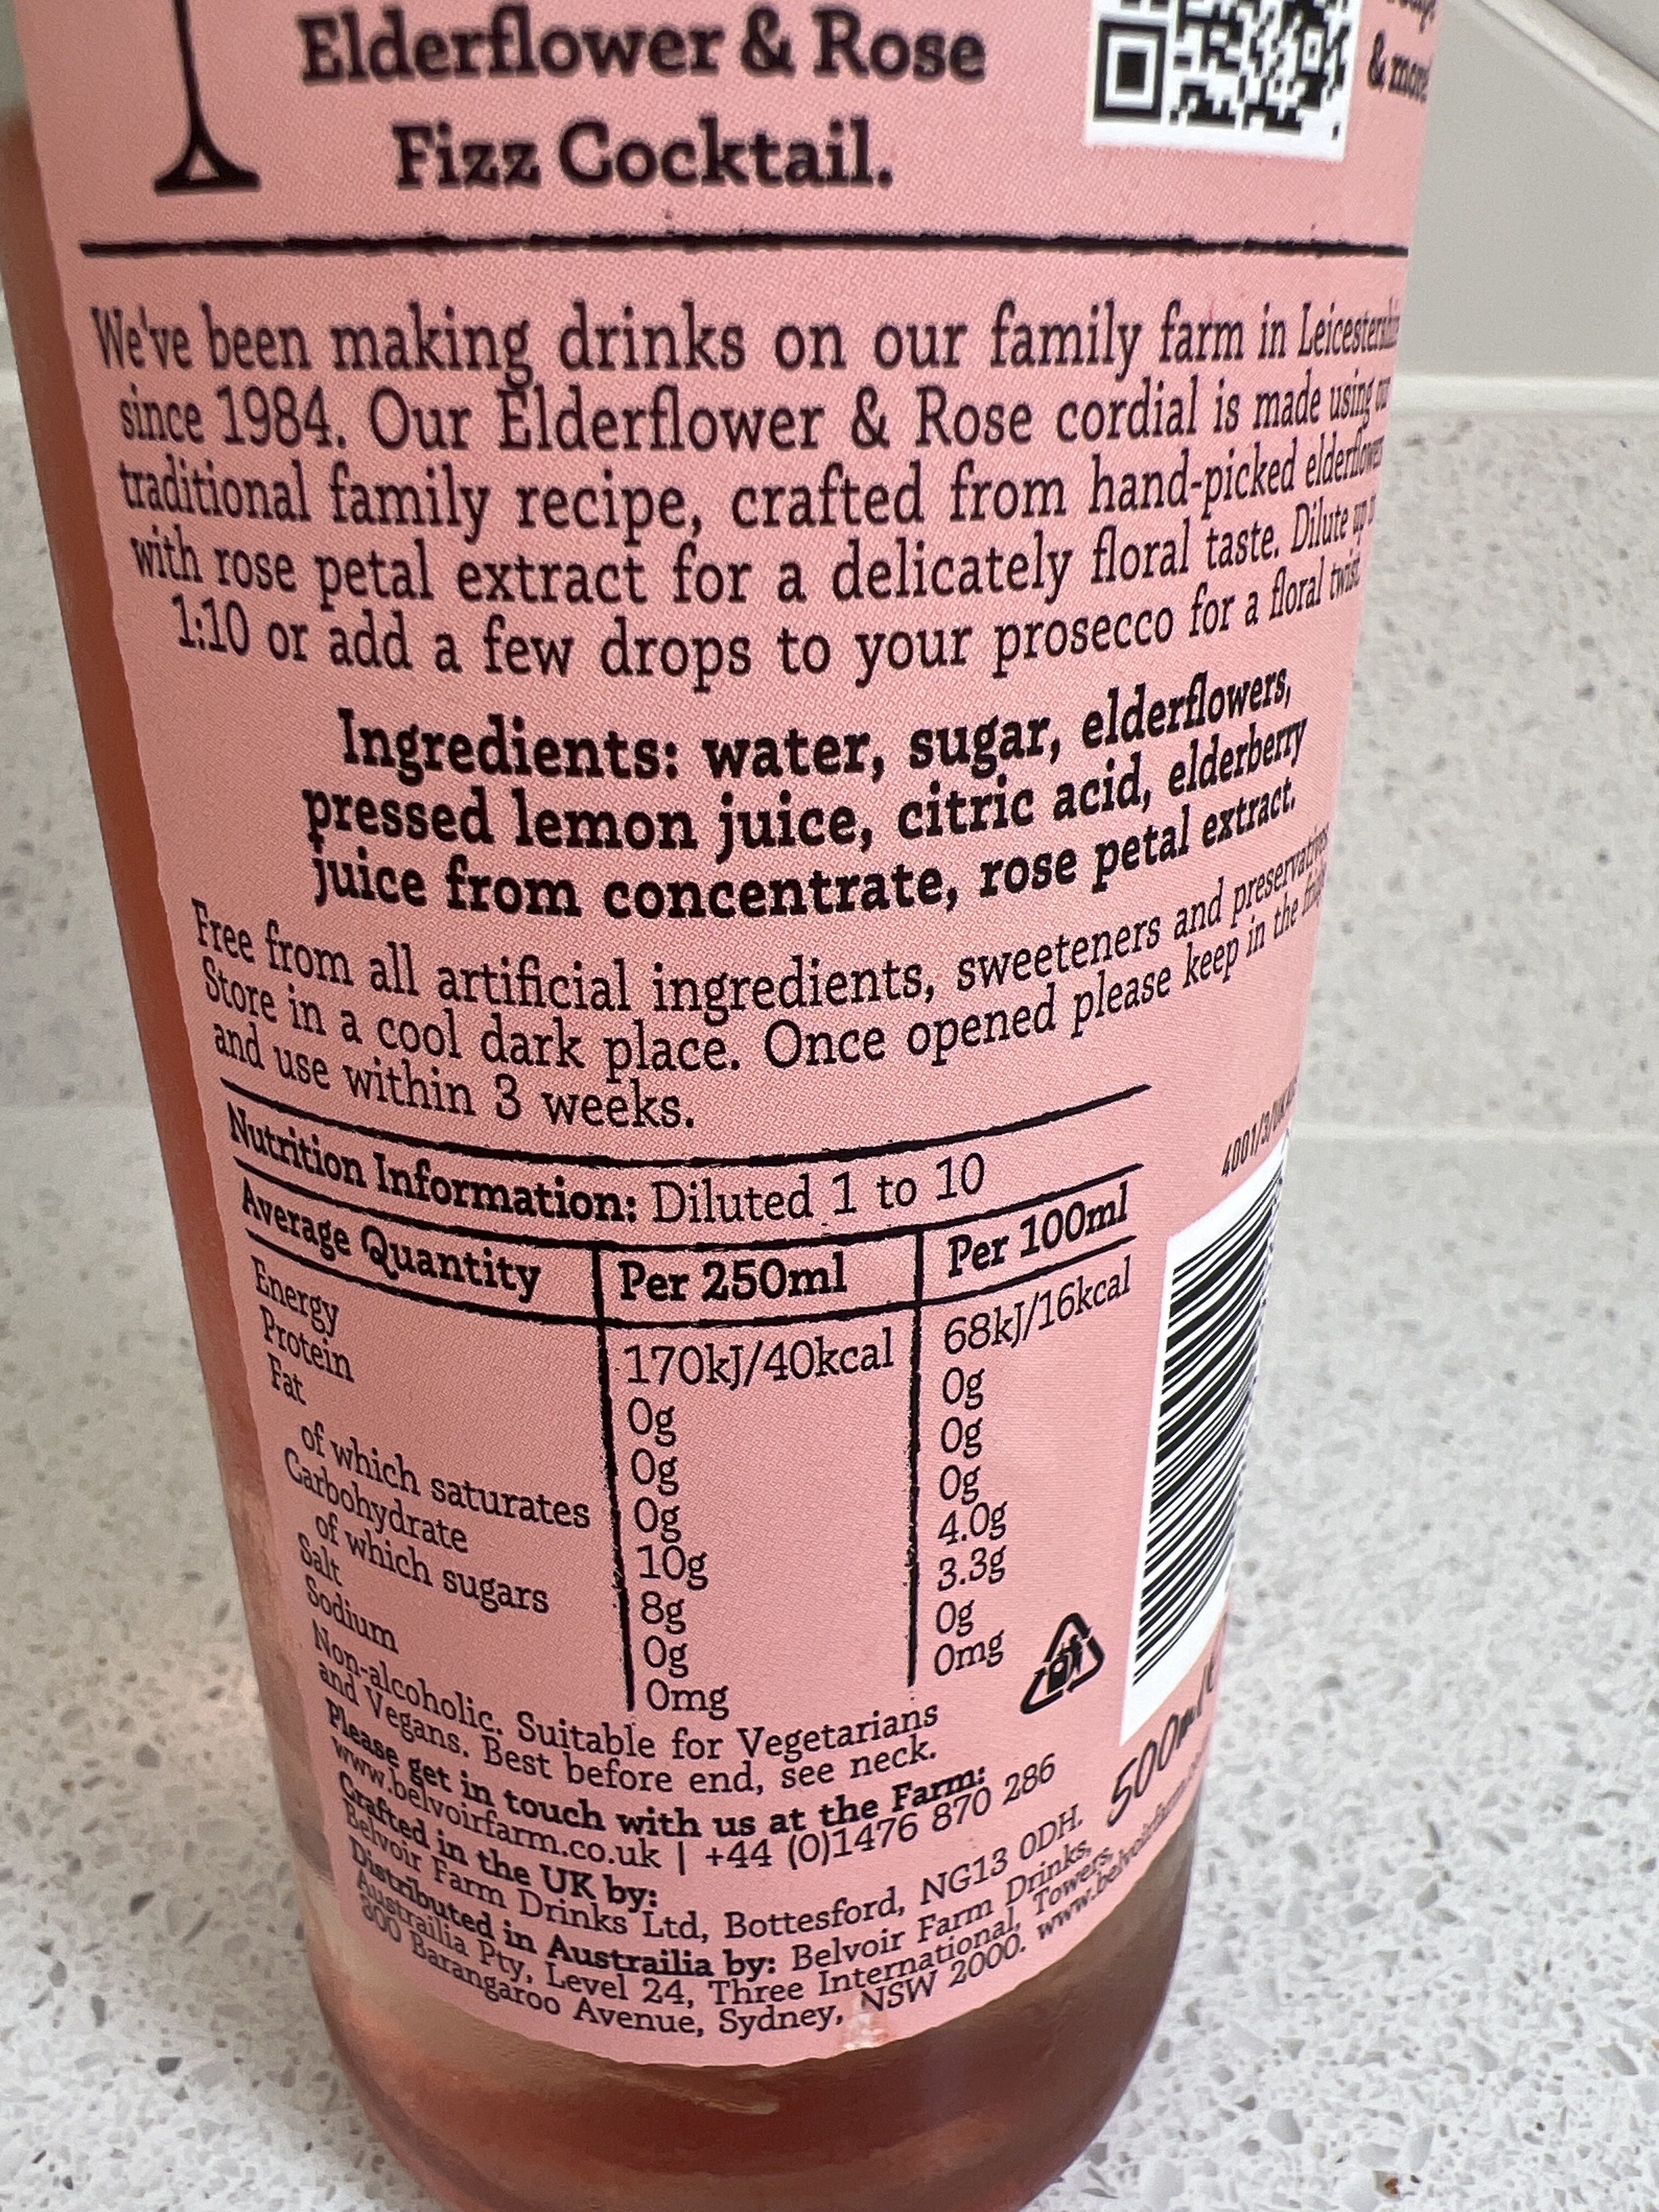 Elderflower & Rose
Fizz Cocktail.
& more!
We've been making drinks on our family farm in Leicestershire
since 1984. Our Elderflower & Rose cordial is made using our
traditional family recipe, crafted from hand-picked elderflowers
with rose petal extract for a delicately floral taste. Dilute up to
1:10 or add a few drops to your prosecco for a floral twist.
Ingredients: water, sugar, elderflowers,
pressed lemon juice, citric acid, elderberry
juice from concentrate, rose petal extract.
Free from all artificial ingredients, sweeteners and preservatives.
Store in a cool dark place. Once opened please keep in the fridge
and use within 3 weeks.
Nutrition Information: Diluted 1 to 10
Average Quantity Per 250ml Per 100ml
Energy 170kJ/40kcal 68kJ/16kcal
Protein 0g 0g
Fat 0g 0g
of which saturates 0g 0g
Carbohydrate 10g 4.0g
of which sugars 8g 3.3g
Salt 0g 0g
Sodium 0mg 0mg
Non-alcoholic. Suitable for Vegetarians
and Vegans. Best before end, see neck.
Please get in touch with us at the Farm:
www.belvoirfarm.co.uk | +44 (0)1476 870 286
Crafted in the UK by:
Belvoir Farm Drinks Ltd, Bottesford, NG13 0DH.
Distributed in Austrailia by: Belvoir Farm Drinks,
Austrailia Pty, Level 24, Three International, Towers,
300 Barangaroo Avenue, Sydney, NSW 2000.
500ml